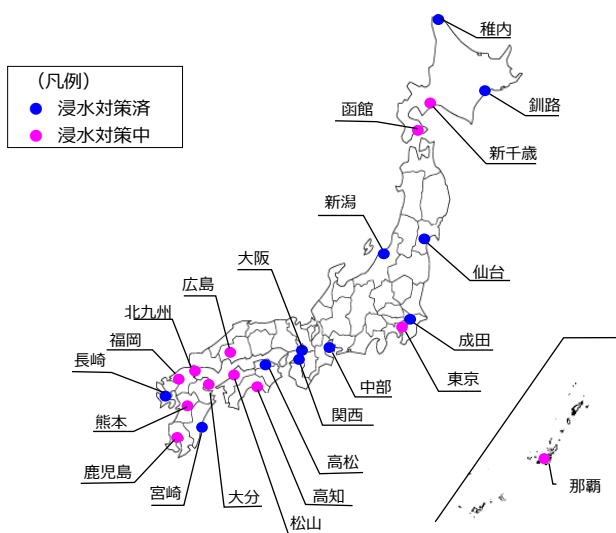 稚内
（凡例）
浸水対策済
釧路
函館
浸水対策中
新千歳
新潟
大阪
仙台
広島
北九州
福岡
成田
長崎
中部
東京
関西
熊本
高松
鹿児島
那覇
宮崎
大分
高知
松山